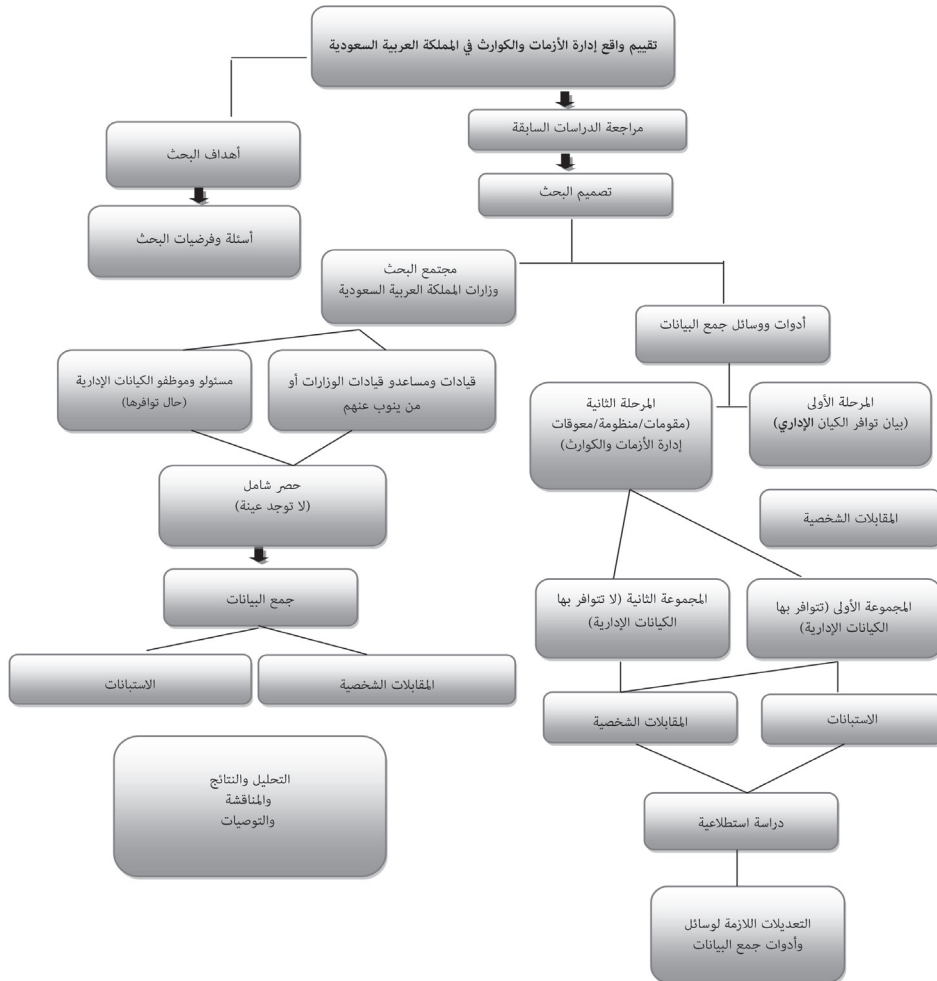 تقييم واقع إدارة الأزمات والكوارث في المملكة العربية السعودية
مراجعة الدراسات السابقة
أهداف البحث
تصميم البحث
أسئلة وفرضيات البحث
مجتمع البحث
وزارات المملكة العربية السعودية
أدوات ووسائل جمع البيانات
قيادات ومساعدو قيادات الوزارات أو
من ينوب عنهم
مسئولو وموظفو الكيانات الإدارية
(حال توافرها)
المرحلة الأولى
(بيان توافر الكيان الإداري)
المرحلة الثانية
(مقومات/منظومة/معوقات
إدارة الأزمات والكوارث)
حصر شامل
(لا توجد عينة)
المقابلات الشخصية
جمع البيانات
المجموعة الأولى (تتوافر بها
الكيانات الإدارية)
المجموعة الثانية (لا تتوافر بها
الكيانات الإدارية)
المقابلات الشخصية
الاستبانات
الاستبانات
المقابلات الشخصية
التحليل والنتائج
والمناقشة
والتوصيات
دراسة استطلاعية
التعديلات اللازمة لوسائل
وأدوات جمع البيانات